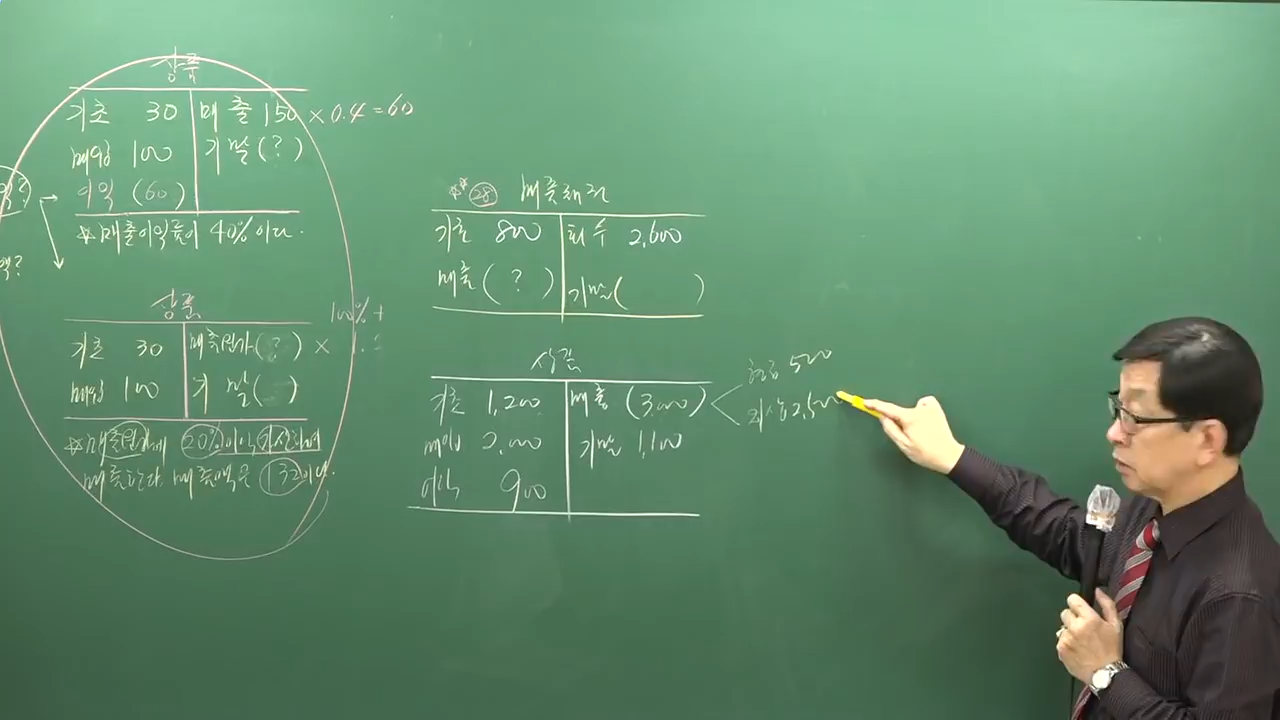 상품
기초 30 매출 150 × 0.4 = 60
매입 100 기말 (?)
이익 (60)
☆매출이익률이 40%이다.
상품
100% +
기초 30 매출원가 (?) ×
매입 100 기말 ( )
☆매출원가에 20%이익 가산하여
매출한다 매출액은 132이다.
☆☆ 28 매출채권
기초 800 회수 2,600
매출 (?) 기말 ( )
상품
기초 1,200 매출 (3,000)
매입 2,000 기말 1,100
이익 900
현금 500
외상 2,500